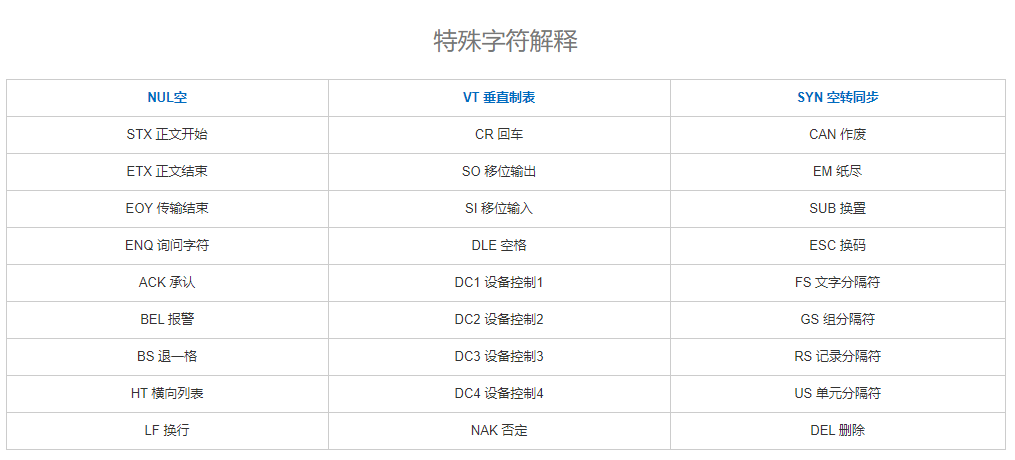 特殊字符解释
NUL空 VT 垂直制表 SYN 空转同步
STX 正文开始 CR 回车 CAN 作废
ETX 正文结束 SO 移位输出 EM 纸尽
EOY 传输结束 SI 移位输入 SUB 换置
ENQ 询问字符 DLE 空格 ESC 换码
ACK 承认 DC1 设备控制1 FS 文字分隔符
BEL 报警 DC2 设备控制2 GS 组分隔符
BS 退一格 DC3 设备控制3 RS 记录分隔符
HT 横向列表 DC4 设备控制4 US 单元分隔符
LF 换行 NAK 否定 DEL 删除